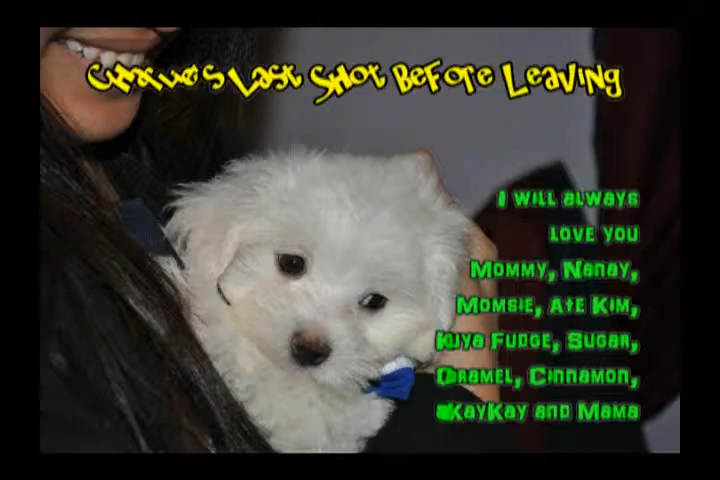 Last Shot Before Leaving
I will always
love you
Mommy, Nanay,
Momsie, Ate Kim,
Kuya Fudge, Sugar,
Caramel, Cinnamon,
KayKay and Mama